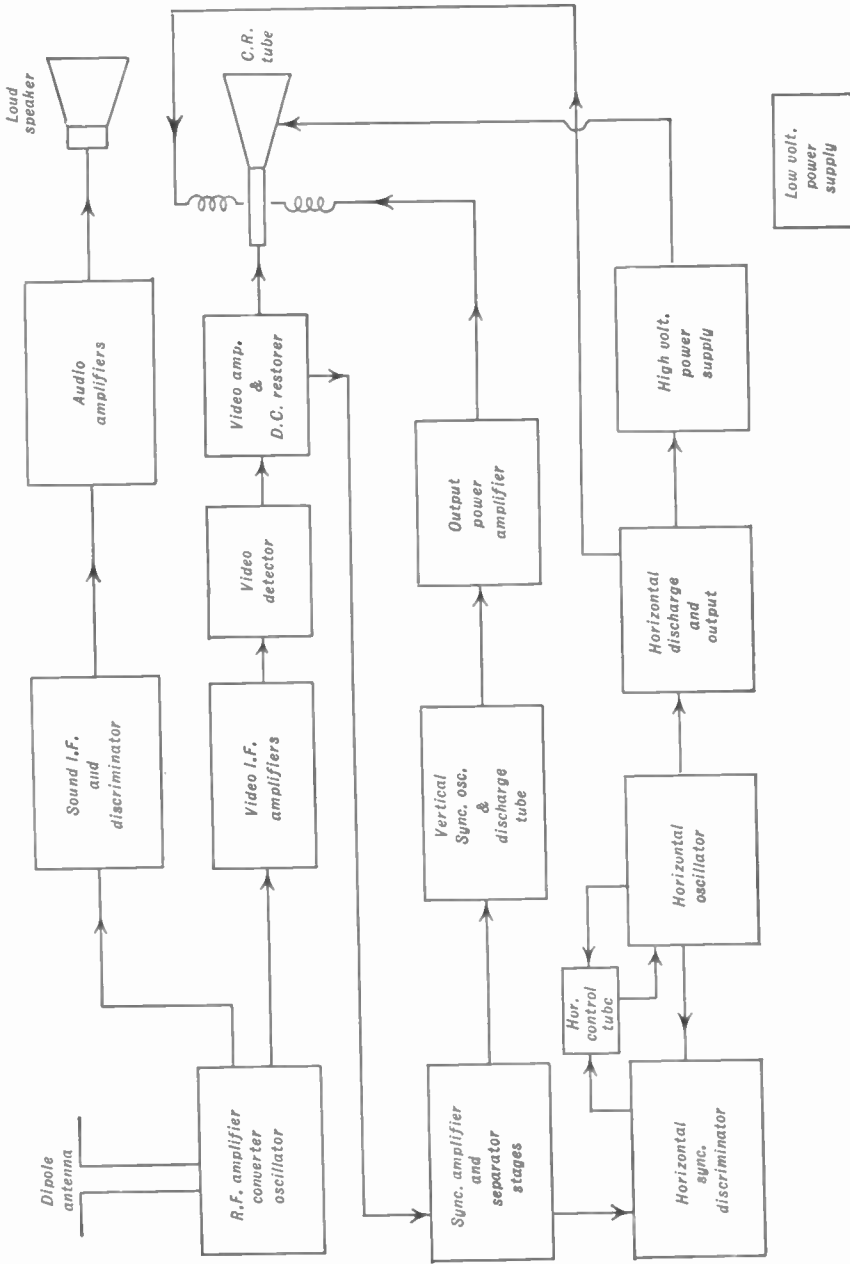 Dipole
antenna
R.F. amplifier
converter
oscillator
Sound I.F.
and
discriminator
Audio
amplifiers
Loud
speaker
Video I.F.
amplifiers
Video
detector
Video amp.
&
D.C. restorer
C.R.
tube
Sync. amplifier
and
separator
stages
Vertical
Sync. osc.
&
discharge
tube
Output
power
amplifier
Horizontal
sync.
discriminator
Hor.
control
tube
Horizontal
oscillator
Horizontal
discharge
and
output
High volt.
power
supply
Low volt.
power
supply